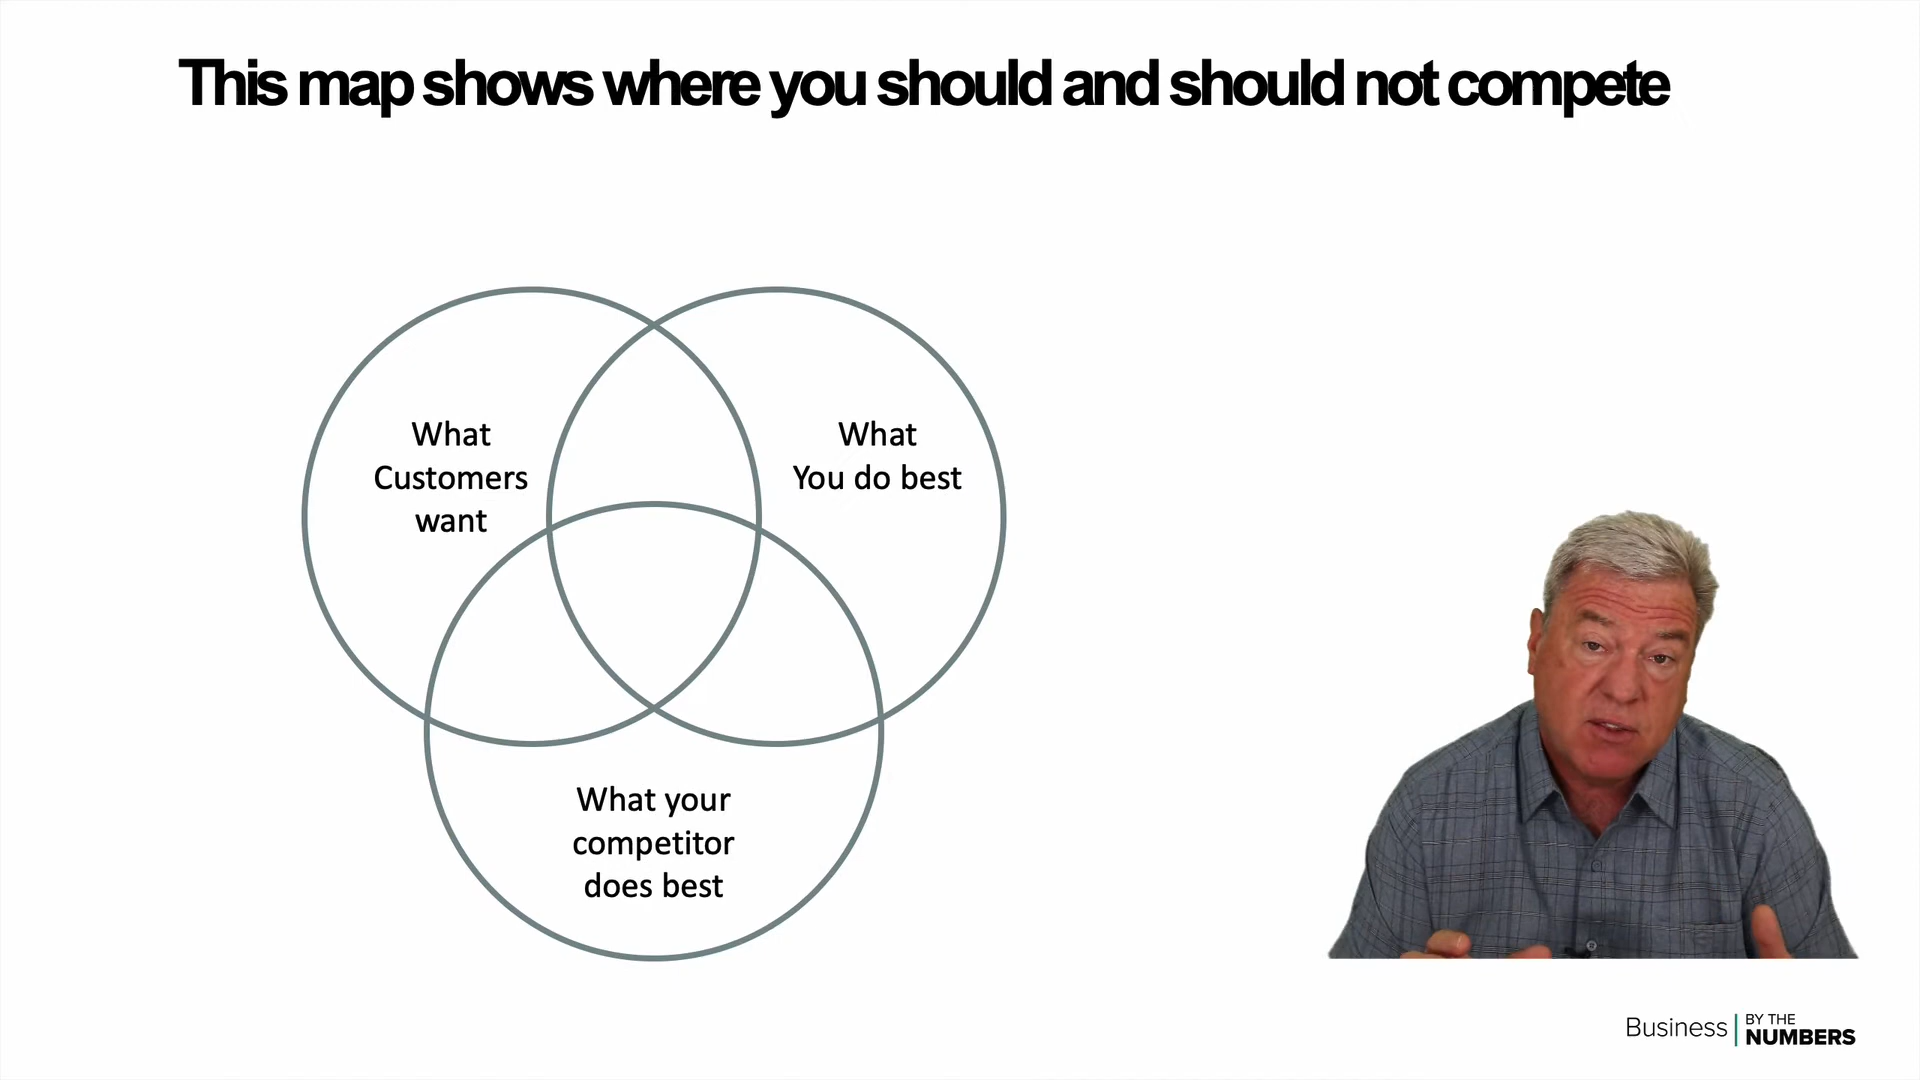 This map shows where you should and should not compete
What
Customers
want
What
You do best
What your
competitor
does best
Business
BY THE
NUMBERS